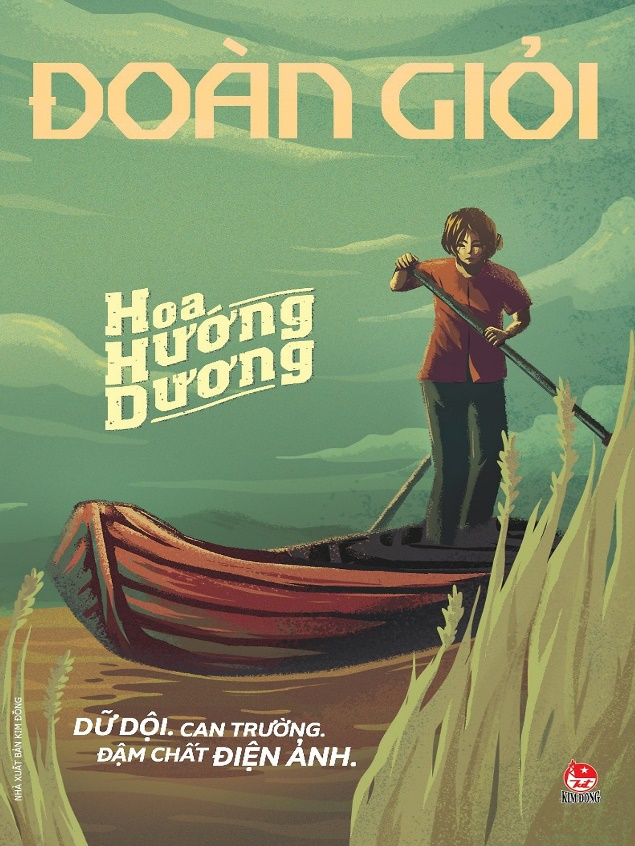 ĐOÀN GIỎI
Hoa
Hướng
Dương
DỮ DỘI. CAN TRƯỜNG.
ĐẬM CHẤT ĐIỆN ẢNH.
NHÀ XUẤT BẢN KIM ĐỒNG
KIM ĐỒNG